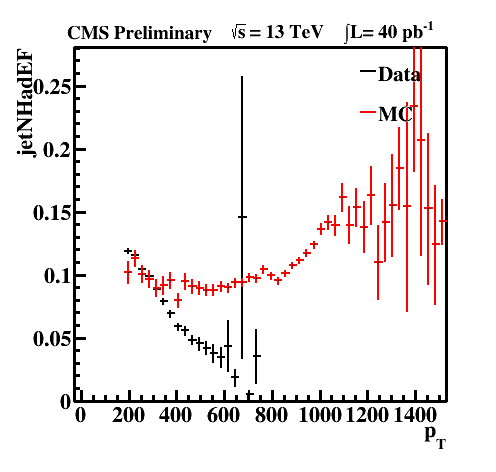 CMS Preliminary √s = 13 TeV ∫L= 40 pb⁻¹
jetNHadEF
Data
MC
0.25
0.2
0.15
0.1
0.05
0
0 200 400 600 800 1000 1200 1400
p_T